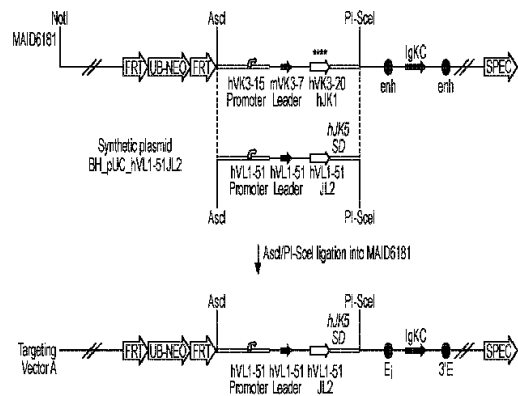 NotI AscI PI-SceI
MAID6181 **** IgKC
FRT UB-NEO FRT SPEC
hVK3-15 mVK3-7 hVK3-20 enh enh
Promoter Leader hJK1
Synthetic plasmid hJK5
BH_pUC_hVL1-51JL2 SD
hVL1-51 hVL1-51 hVL1-51
Promoter Leader JL2
AscI PI-SceI
AscI/PI-SceI ligation into MAID6181
AscI PI-SceI
hJK5 IgKC
Targeting SD
Vector A FRT UB-NEO FRT SPEC
hVL1-51 hVL1-51 hVL1-51 Ei 3'E
Promoter Leader JL2